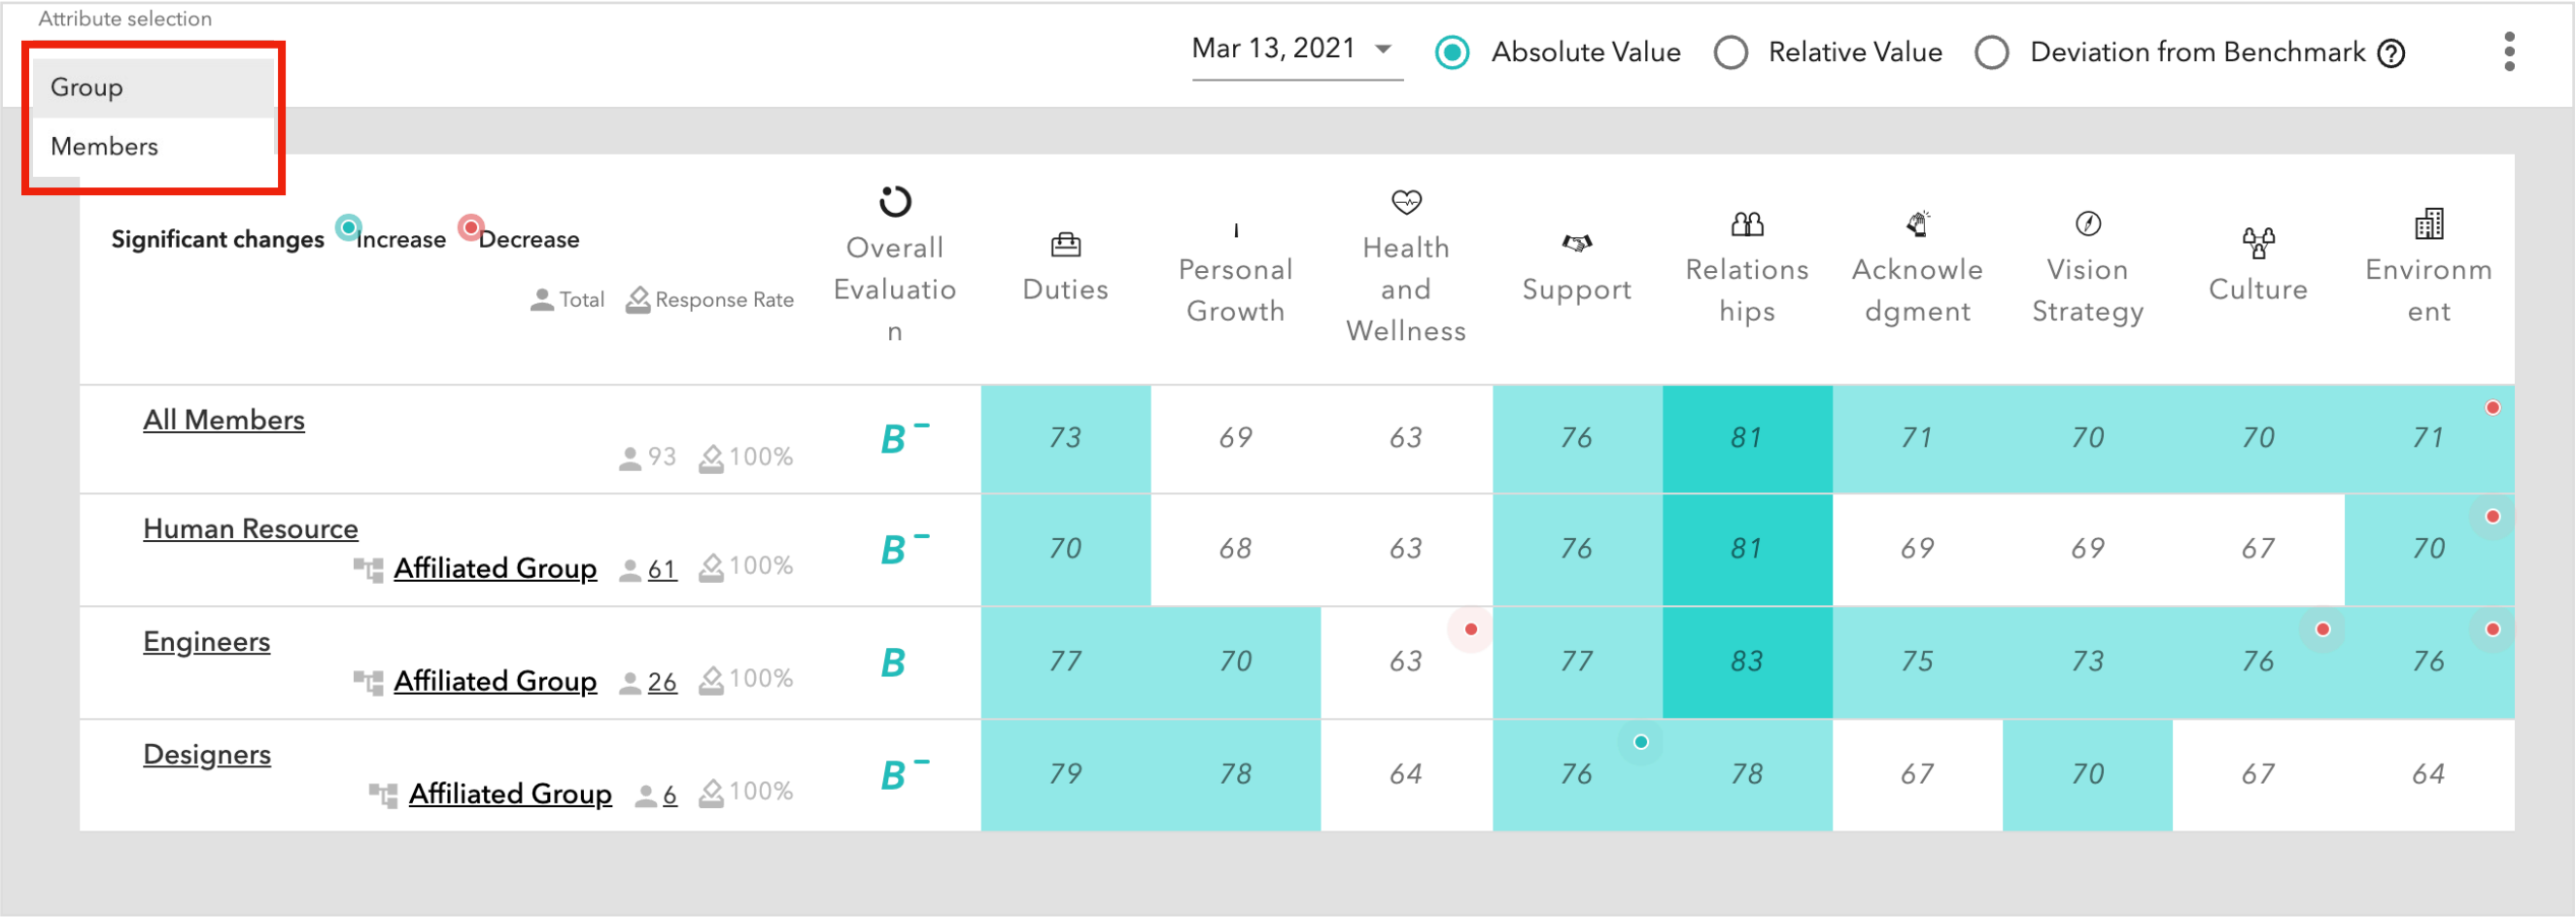 Attribute selection
Group
Members
Mar 13, 2021 Absolute Value Relative Value Deviation from Benchmark ?
Significant changes Increase Decrease
Total Response Rate
Overall
Evaluatio
n
Duties
Personal
Growth
Health
and
Wellness
Support
Relations
hips
Acknowle
dgment
Vision
Strategy
Culture
Environm
ent
All Members
93 100%
B- 73 69 63 76 81 71 70 70 71
Human Resource
Affiliated Group 61 100%
B- 70 68 63 76 81 69 69 67 70
Engineers
Affiliated Group 26 100%
B 77 70 63 77 83 75 73 76 76
Designers
Affiliated Group 6 100%
B- 79 78 64 76 78 67 70 67 64